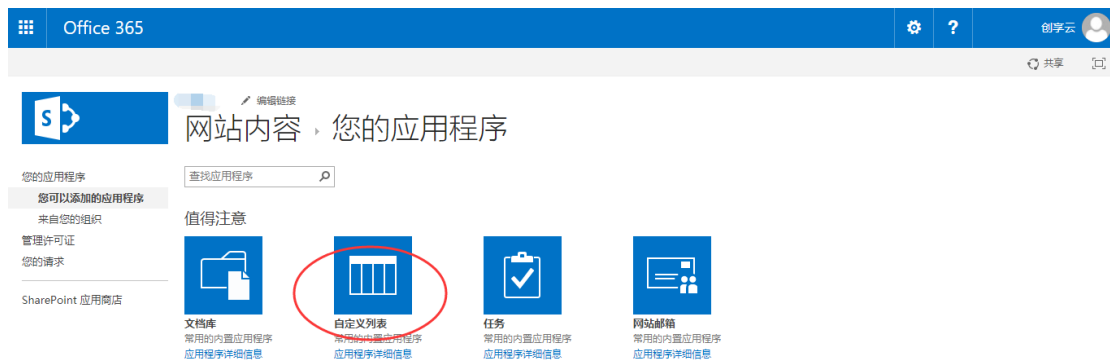 Office 365
?
创享云
共享
S
编辑链接
网站内容 › 您的应用程序
您的应用程序
您可以添加的应用程序
来自您的组织
管理许可证
您的请求
SharePoint 应用商店
查找应用程序
值得注意
文档库
常用的内置应用程序
应用程序详细信息
自定义列表
常用的内置应用程序
应用程序详细信息
任务
常用的内置应用程序
应用程序详细信息
网站邮箱
常用的内置应用程序
应用程序详细信息